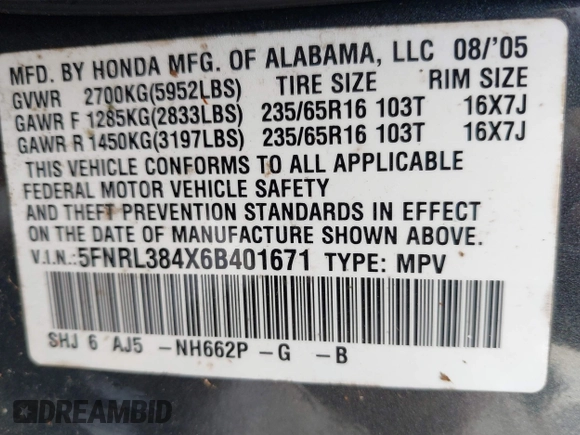 MFD. BY HONDA MFG. OF ALABAMA, LLC 08/'05
GVWR 2700KG(5952LBS) TIRE SIZE RIM SIZE
GAWR F 1285KG(2833LBS) 235/65R16 103T 16X7J
GAWR R 1450KG(3197LBS) 235/65R16 103T 16X7J
THIS VEHICLE CONFORMS TO ALL APPLICABLE
FEDERAL MOTOR VEHICLE SAFETY
AND THEFT PREVENTION STANDARDS IN EFFECT
ON THE DATE OF MANUFACTURE SHOWN ABOVE.
V.I.N.:5FNRL384X6B401671 TYPE: MPV
SHJ 6 AJ5 -NH662P -G -B
DREAMBID